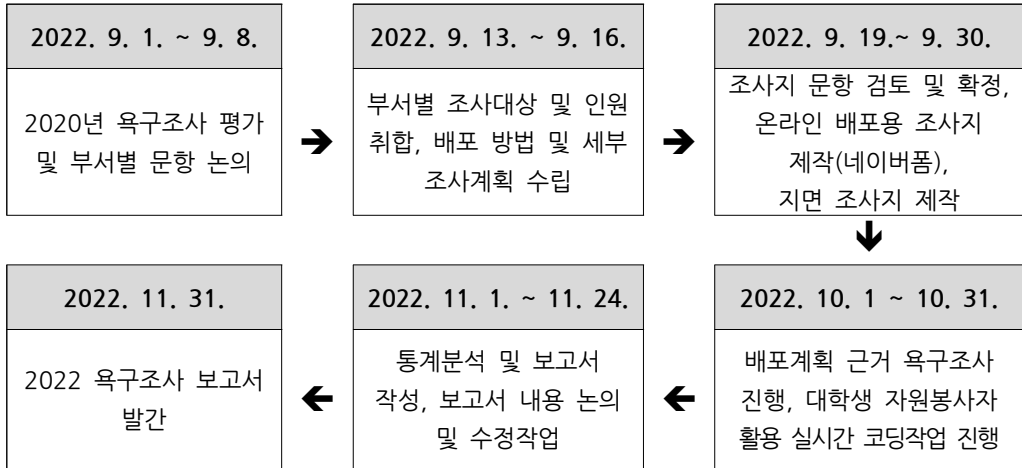 2022. 9. 1. ~ 9. 8.
2020년 욕구조사 평가
및 부서별 문항 논의
2022. 9. 13. ~ 9. 16.
부서별 조사대상 및 인원
취합, 배포 방법 및 세부
조사계획 수립
2022. 9. 19.~ 9. 30.
조사지 문항 검토 및 확정,
온라인 배포용 조사지
제작(네이버폼),
지면 조사지 제작
2022. 10. 1 ~ 10. 31.
배포계획 근거 욕구조사
진행, 대학생 자원봉사자
활용 실시간 코딩작업 진행
2022. 11. 1. ~ 11. 24.
통계분석 및 보고서
작성, 보고서 내용 논의
및 수정작업
2022. 11. 31.
2022 욕구조사 보고서
발간